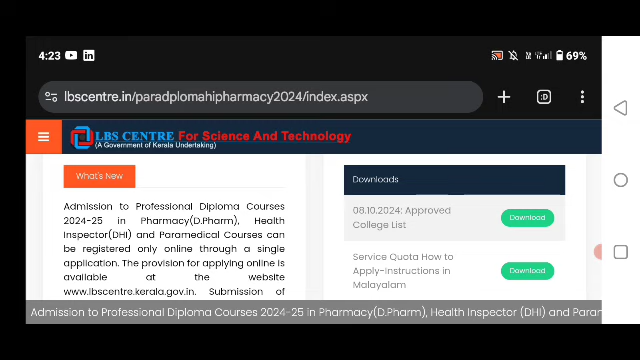 4:23
69%
lbscentre.in/paradplomahipharmacy2024/index.aspx
:D
LBS CENTRE For Science and Technology
(A Government of Kerala Undertaking)
What's New
Admission to Professional Diploma Courses
2024-25 in Pharmacy(D.Pharm), Health
Inspector(DHI) and Paramedical Courses can
be registered only online through a single
application. The provision for applying online is
available at the website
www.lbscentre.kerala.gov.in. Submission of
Downloads
08.10.2024: Approved
College List
Download
Service Quota How to
Apply-Instructions in
Malayalam
Download
Admission to Professional Diploma Courses 2024-25 in Pharmacy(D.Pharm), Health Inspector (DHI) and Param